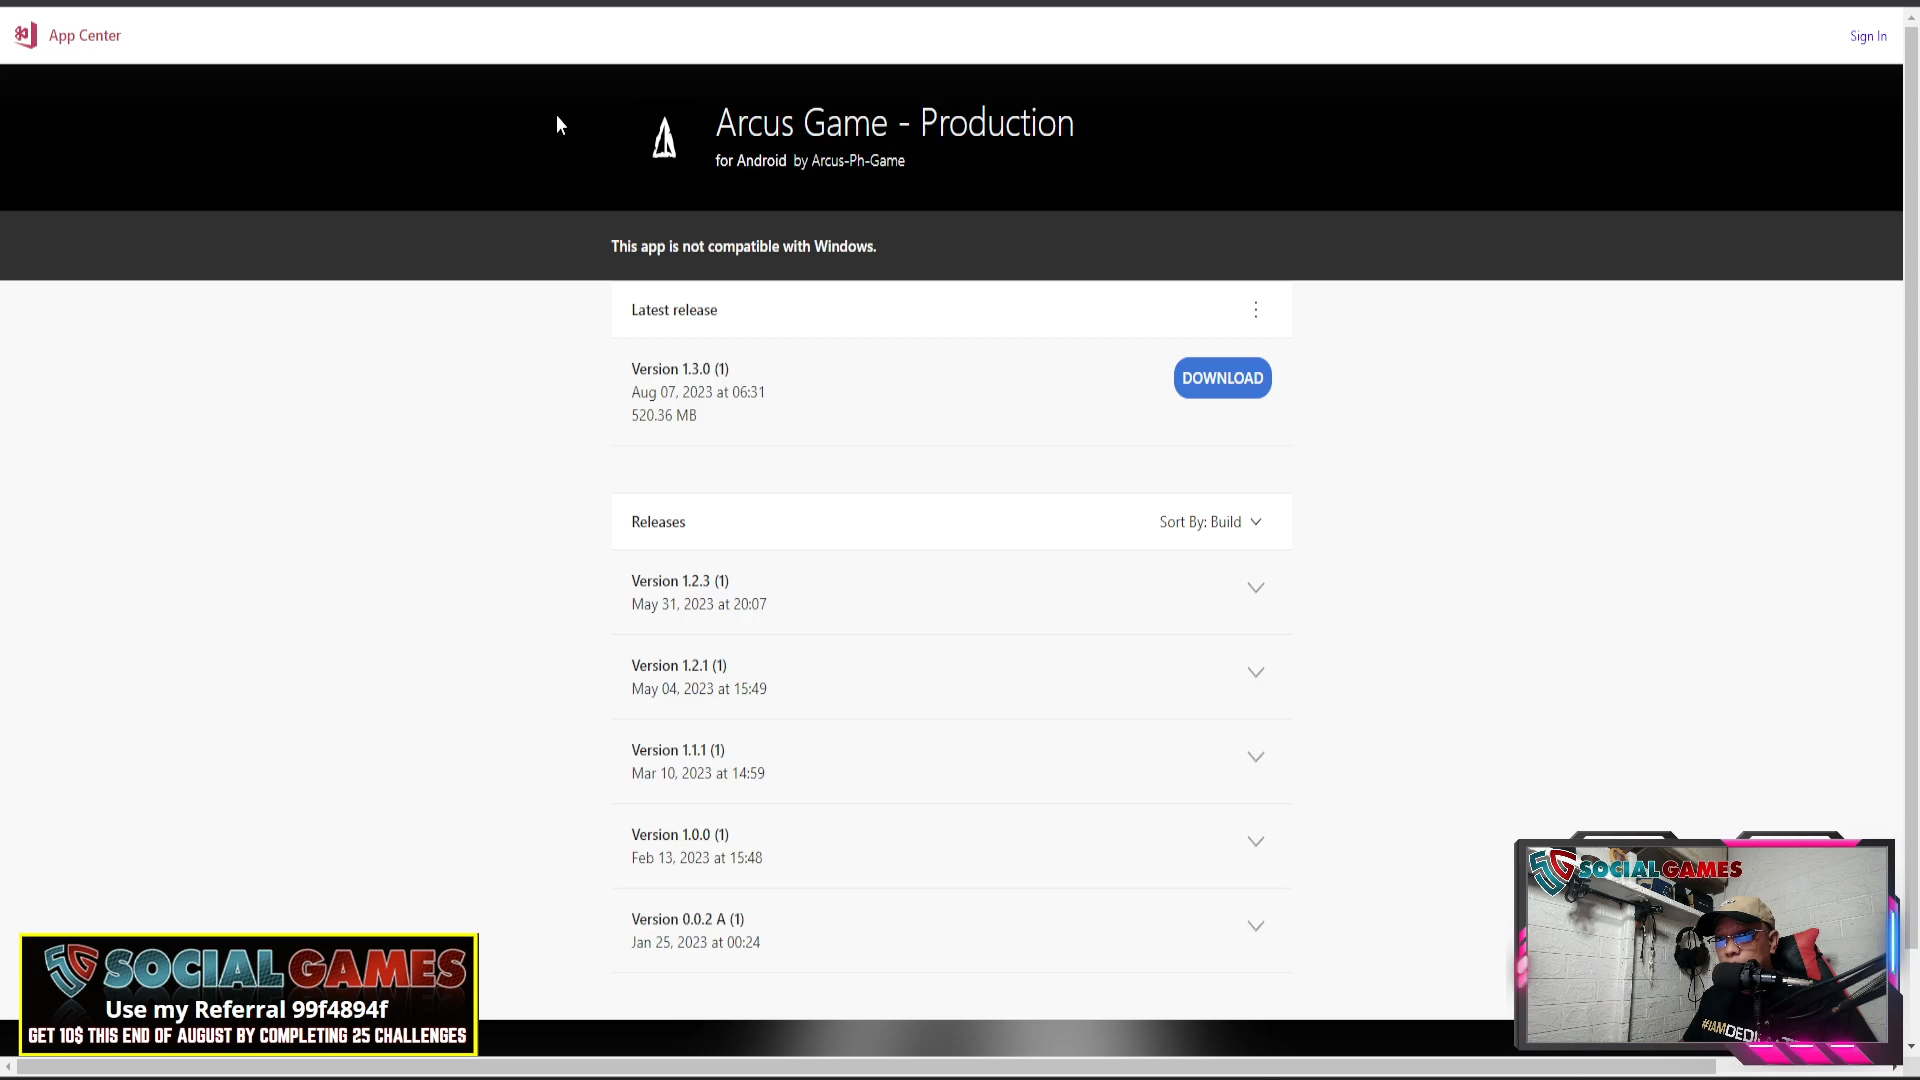 App Center
Sign In
Arcus Game - Production
for Android by Arcus-Ph-Game
This app is not compatible with Windows.
Latest release
Version 1.3.0 (1)
Aug 07, 2023 at 06:31
520.36 MB
DOWNLOAD
Releases
Sort By: Build
Version 1.2.3 (1)
May 31, 2023 at 20:07
Version 1.2.1 (1)
May 04, 2023 at 15:49
Version 1.1.1 (1)
Mar 10, 2023 at 14:59
Version 1.0.0 (1)
Feb 13, 2023 at 15:48
Version 0.0.2 A (1)
Jan 25, 2023 at 00:24
SG SOCIAL GAMES
Use my Referral 99f4894f
GET 10$ THIS END OF AUGUST BY COMPLETING 25 CHALLENGES
SG SOCIALGAMES